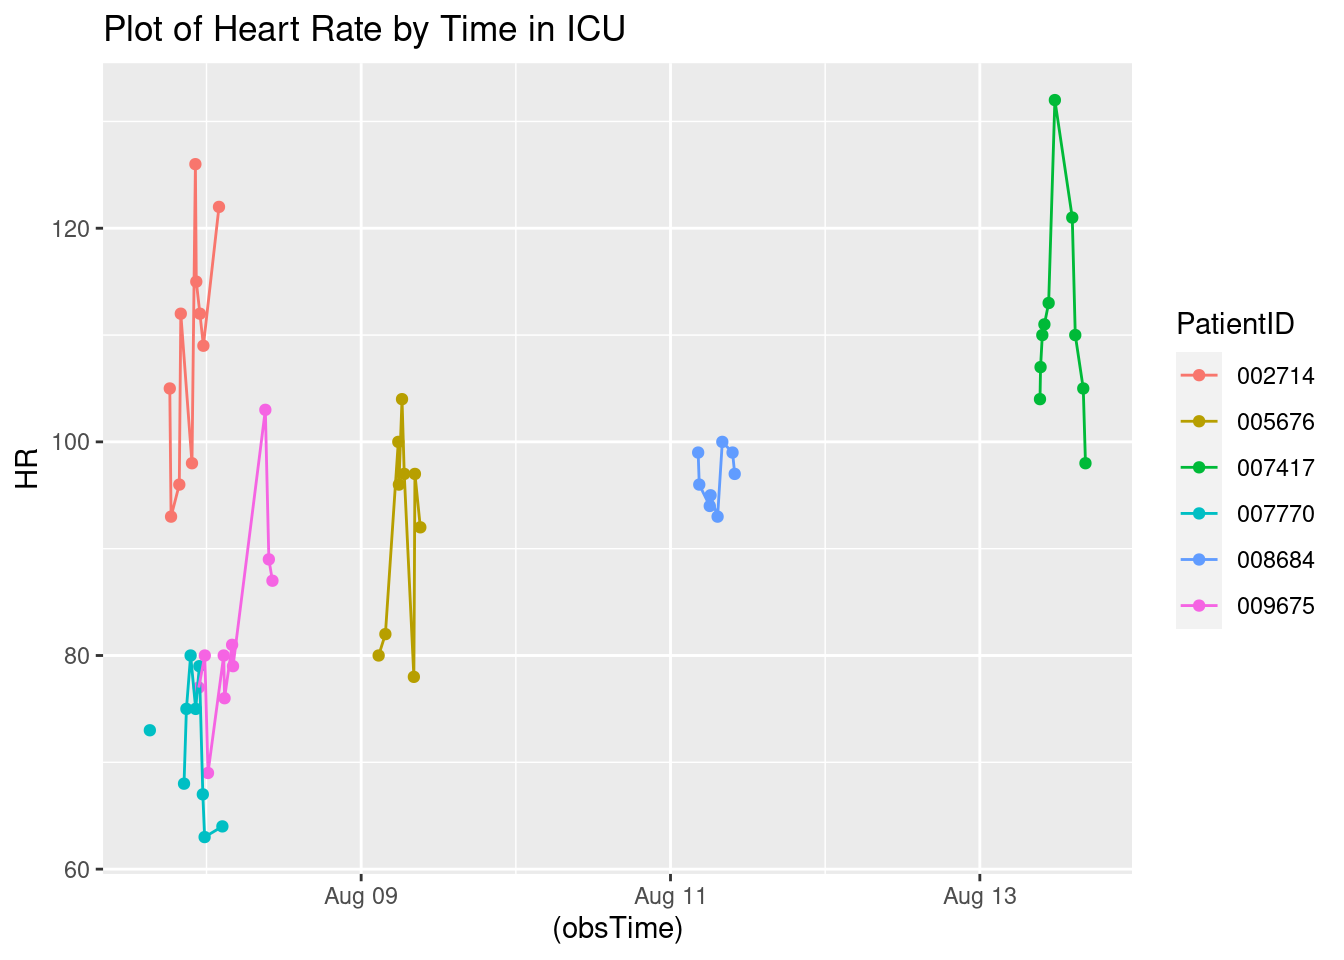 Plot of Heart Rate by Time in ICU
HR
120
100
80
60
Aug 09
Aug 11
Aug 13
(obsTime)
PatientID
002714
005676
007417
007770
008684
009675